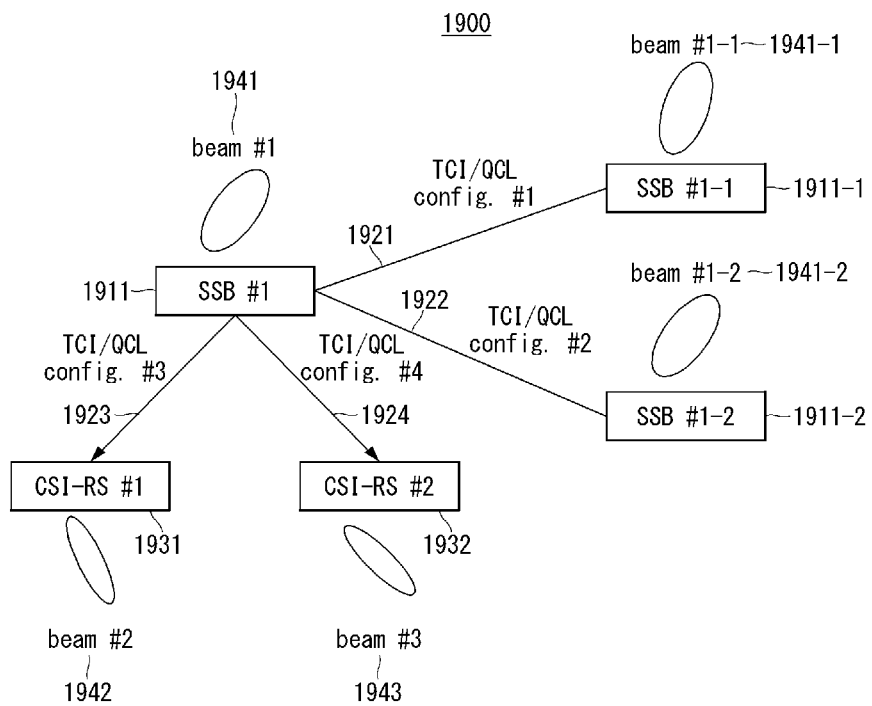 1900
beam #1-1
1941-1
1941
beam #1
TCI/QCL
config. #1
SSB #1-1
1911-1
1921
beam #1-2
1941-2
1911
SSB #1
1922
TCI/QCL
config. #2
TCI/QCL
config. #3
TCI/QCL
config. #4
1923
1924
SSB #1-2
1911-2
CSI-RS #1
CSI-RS #2
1931
1932
beam #2
beam #3
1942
1943